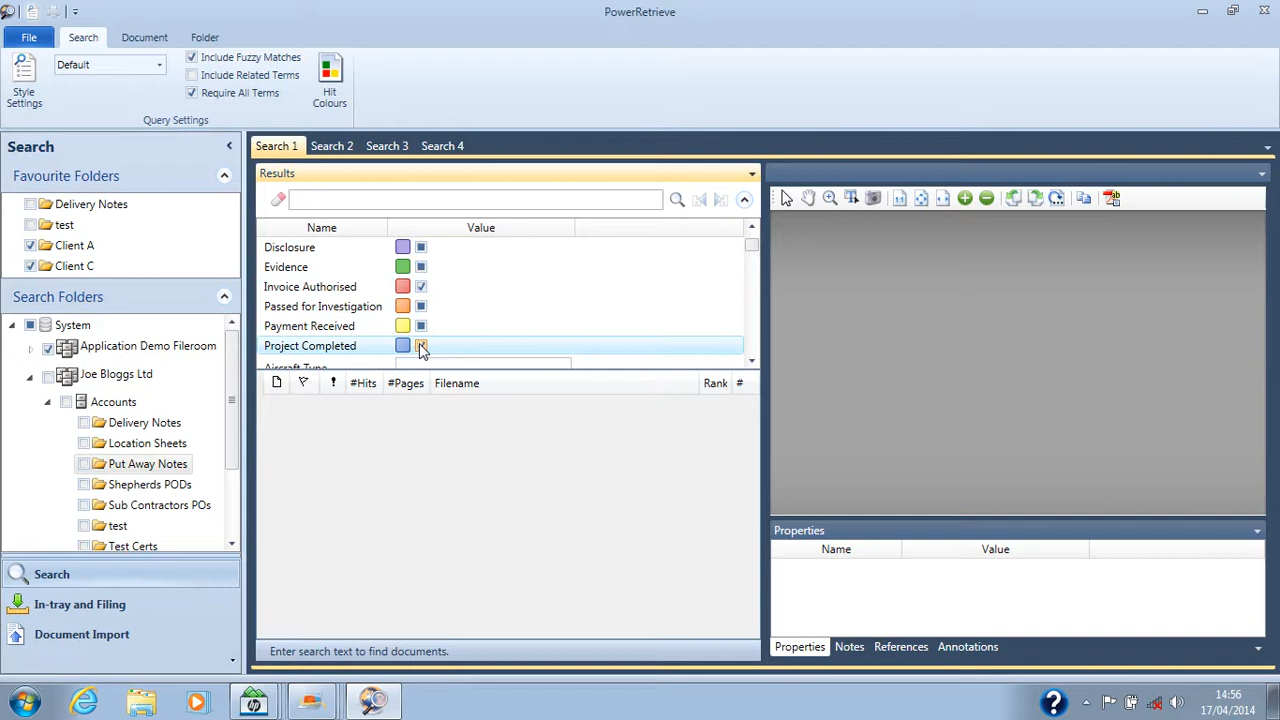 PowerRetrieve
File
Search
Document
Folder
Style
Settings
Default
Include Fuzzy Matches
Include Related Terms
Require All Terms
Hit
Colours
Query Settings
Search
Favourite Folders
Delivery Notes
test
Client A
Client C
Search Folders
System
Application Demo Fileroom
Joe Bloggs Ltd
Accounts
Delivery Notes
Location Sheets
Put Away Notes
Shepherds PODs
Sub Contractors POs
test
Test Certs
Search
In-tray and Filing
Document Import
Search 1
Search 2
Search 3
Search 4
Results
Name
Value
Disclosure
Evidence
Invoice Authorised
Passed for Investigation
Payment Received
Project Completed
Aircraft Type
#Hits
#Pages
Filename
Rank
#
Enter search text to find documents.
1:1
Properties
Name
Value
Properties
Notes
References
Annotations
hp
14:56
17/04/2014